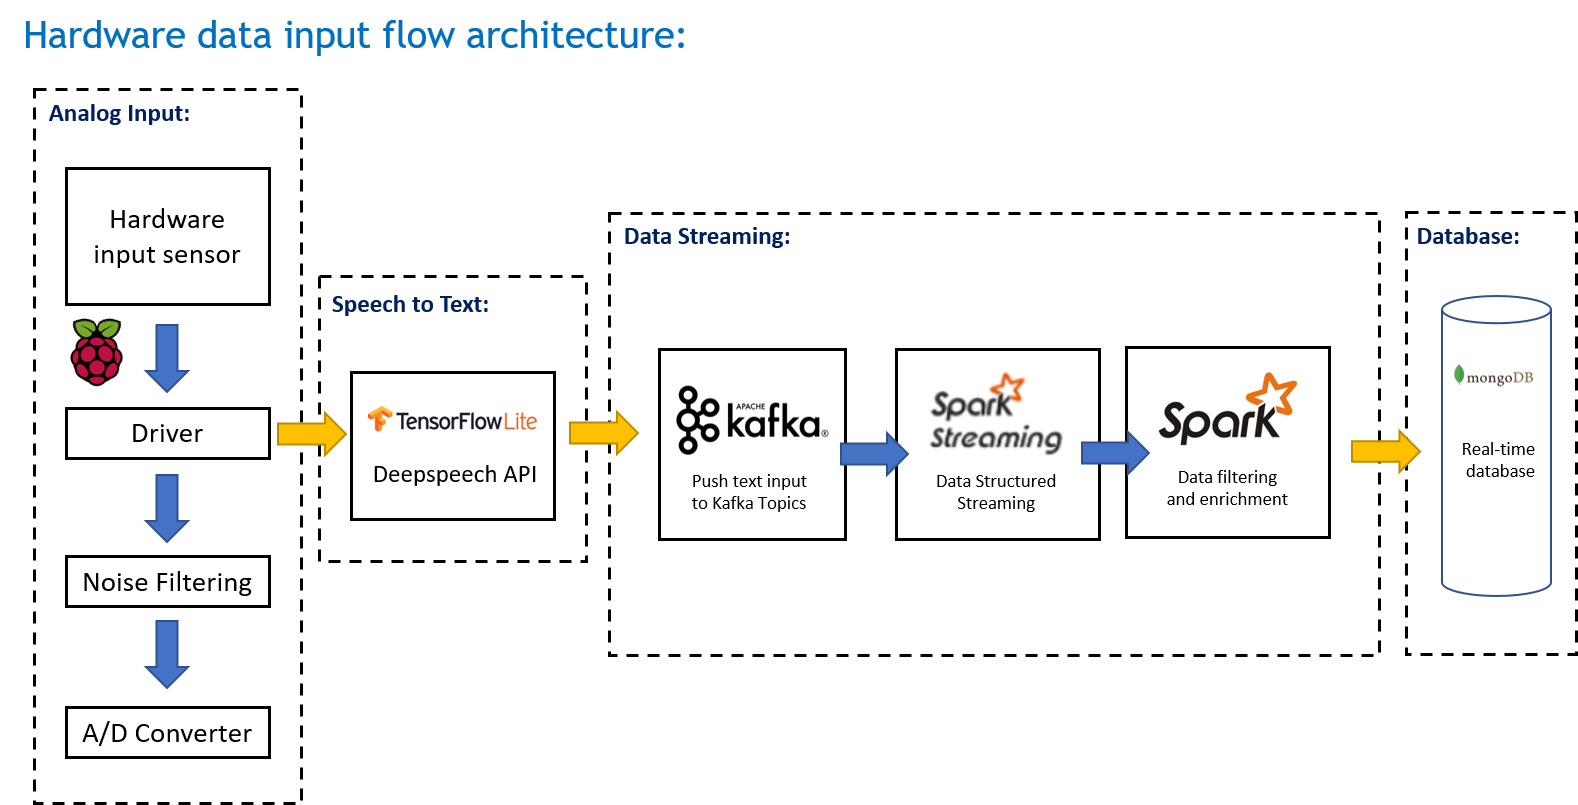 Hardware data input flow architecture:
Analog Input:
Hardware
input sensor
Driver
Noise Filtering
A/D Converter
Speech to Text:
TensorFlow Lite
Deepspeech API
Data Streaming:
APACHE
kafka®
Push text input
to Kafka Topics
Spark
Streaming
Data Structured
Streaming
Spark
Data filtering
and enrichment
Database:
mongoDB
Real-time
database